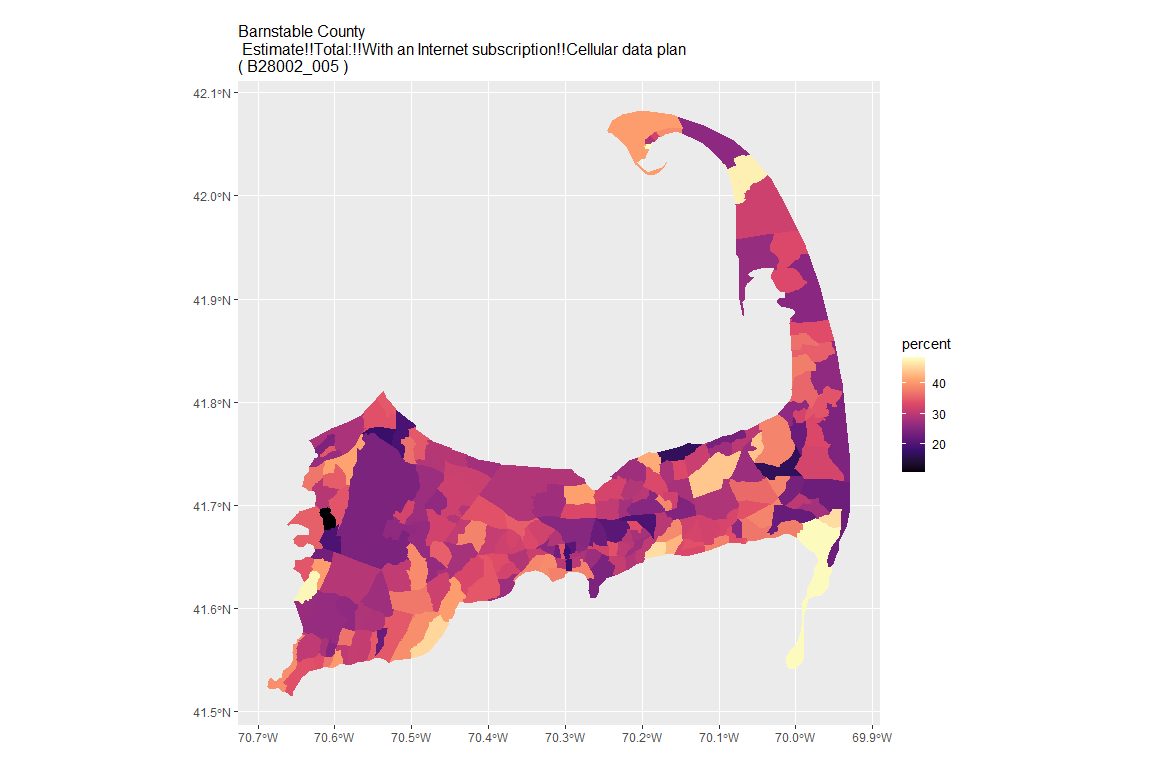 Barnstable County
Estimate!!Total:!!With an Internet subscription!!Cellular data plan
( B28002_005 )
42.1°N
42.0°N
41.9°N
41.8°N
41.7°N
41.6°N
41.5°N
70.7°W
70.6°W
70.5°W
70.4°W
70.3°W
70.2°W
70.1°W
70.0°W
69.9°W
percent
40
30
20